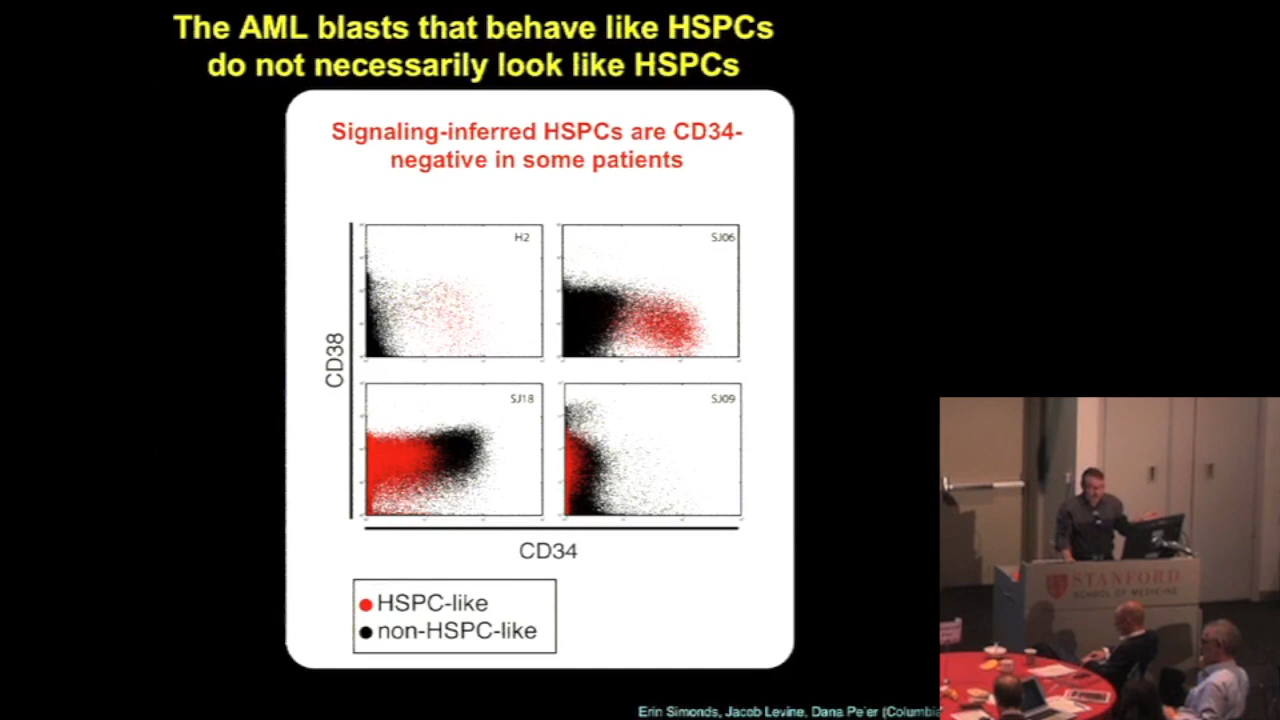 The AML blasts that behave like HSPCs
do not necessarily look like HSPCs
Signaling-inferred HSPCs are CD34-
negative in some patients
H2
SJ06
CD38
SJ18
SJ09
CD34
HSPC-like
non-HSPC-like
Erin Simonds, Jacob Levine, Dana Pe'er (Columbia
STANFORD
SCHOOL OF MEDICINE